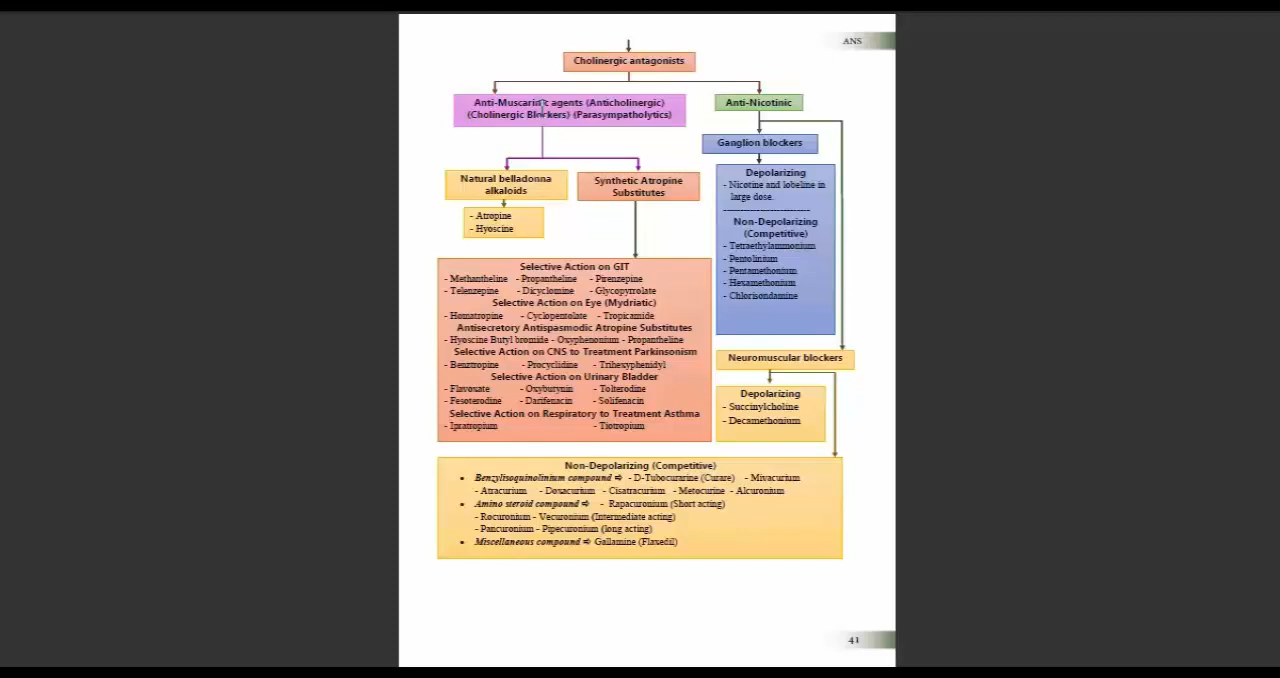 ANS
Cholinergic antagonists
Anti-Muscarinic agents (Anticholinergic)
(Cholinergic Blockers) (Parasympatholytics)
Anti-Nicotinic
Ganglion blockers
Depolarizing
- Nicotine and lobeline in
large dose.
Non-Depolarizing
(Competitive)
- Tetraethylammonium
- Pentolinium
- Pentamethonium
- Hexamethonium
- Chlorisondamine
Natural belladonna
alkaloids
- Atropine
- Hyoscine
Synthetic Atropine
Substitutes
Selective Action on GIT
- Methantheline - Propantheline - Pirenzepine
- Telenzepine - Dicyclomine - Glycopyrrolate
Selective Action on Eye (Mydriatic)
- Homatropine - Cyclopentolate - Tropicamide
Antisecretory Antispasmodic Atropine Substitutes
- Hyoscine Butyl bromide - Oxyphenonium - Propantheline
Selective Action on CNS to Treatment Parkinsonism
- Benztropine - Procyclidine - Trihexyphenidyl
Selective Action on Urinary Bladder
- Flavoxate - Oxybutynin - Tolterodine
- Fesoterodine - Darifenacin - Solifenacin
Selective Action on Respiratory to Treatment Asthma
- Ipratropium - Tiotropium
Neuromuscular blockers
Depolarizing
- Succinylcholine
- Decamethonium
Non-Depolarizing (Competitive)
• Benzylisoquinolinium compound ⇨ - D-Tubocurarine (Curare) - Mivacurium
- Atracurium - Doxacurium - Cisatracurium - Metocurine - Alcuronium
• Amino steroid compound ⇨ - Rapacuronium (Short acting)
- Rocuronium - Vecuronium (Intermediate acting)
- Pancuronium - Pipecuronium (long acting)
• Miscellaneous compound ⇨ Gallamine (Flaxedil)
41